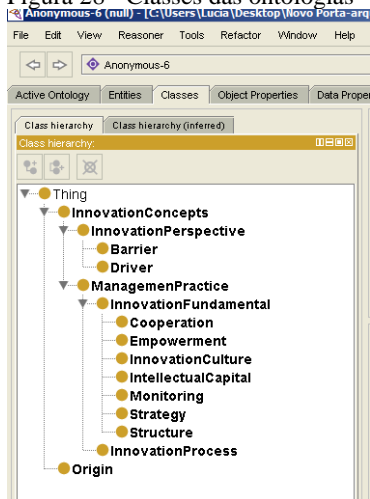 Figura 28 - Classes das ontologias
Anonymous-6 (null) - [C:\Users\Lucia\Desktop\Novo Porta-arq
File Edit View Reasoner Tools Refactor Window Help
Anonymous-6
Active Ontology Entities Classes Object Properties Data Proper
Class hierarchy Class hierarchy (inferred)
Class hierarchy:
Thing
InnovationConcepts
InnovationPerspective
Barrier
Driver
ManagemenPractice
InnovationFundamental
Cooperation
Empowerment
InnovationCulture
IntellectualCapital
Monitoring
Strategy
Structure
InnovationProcess
Origin